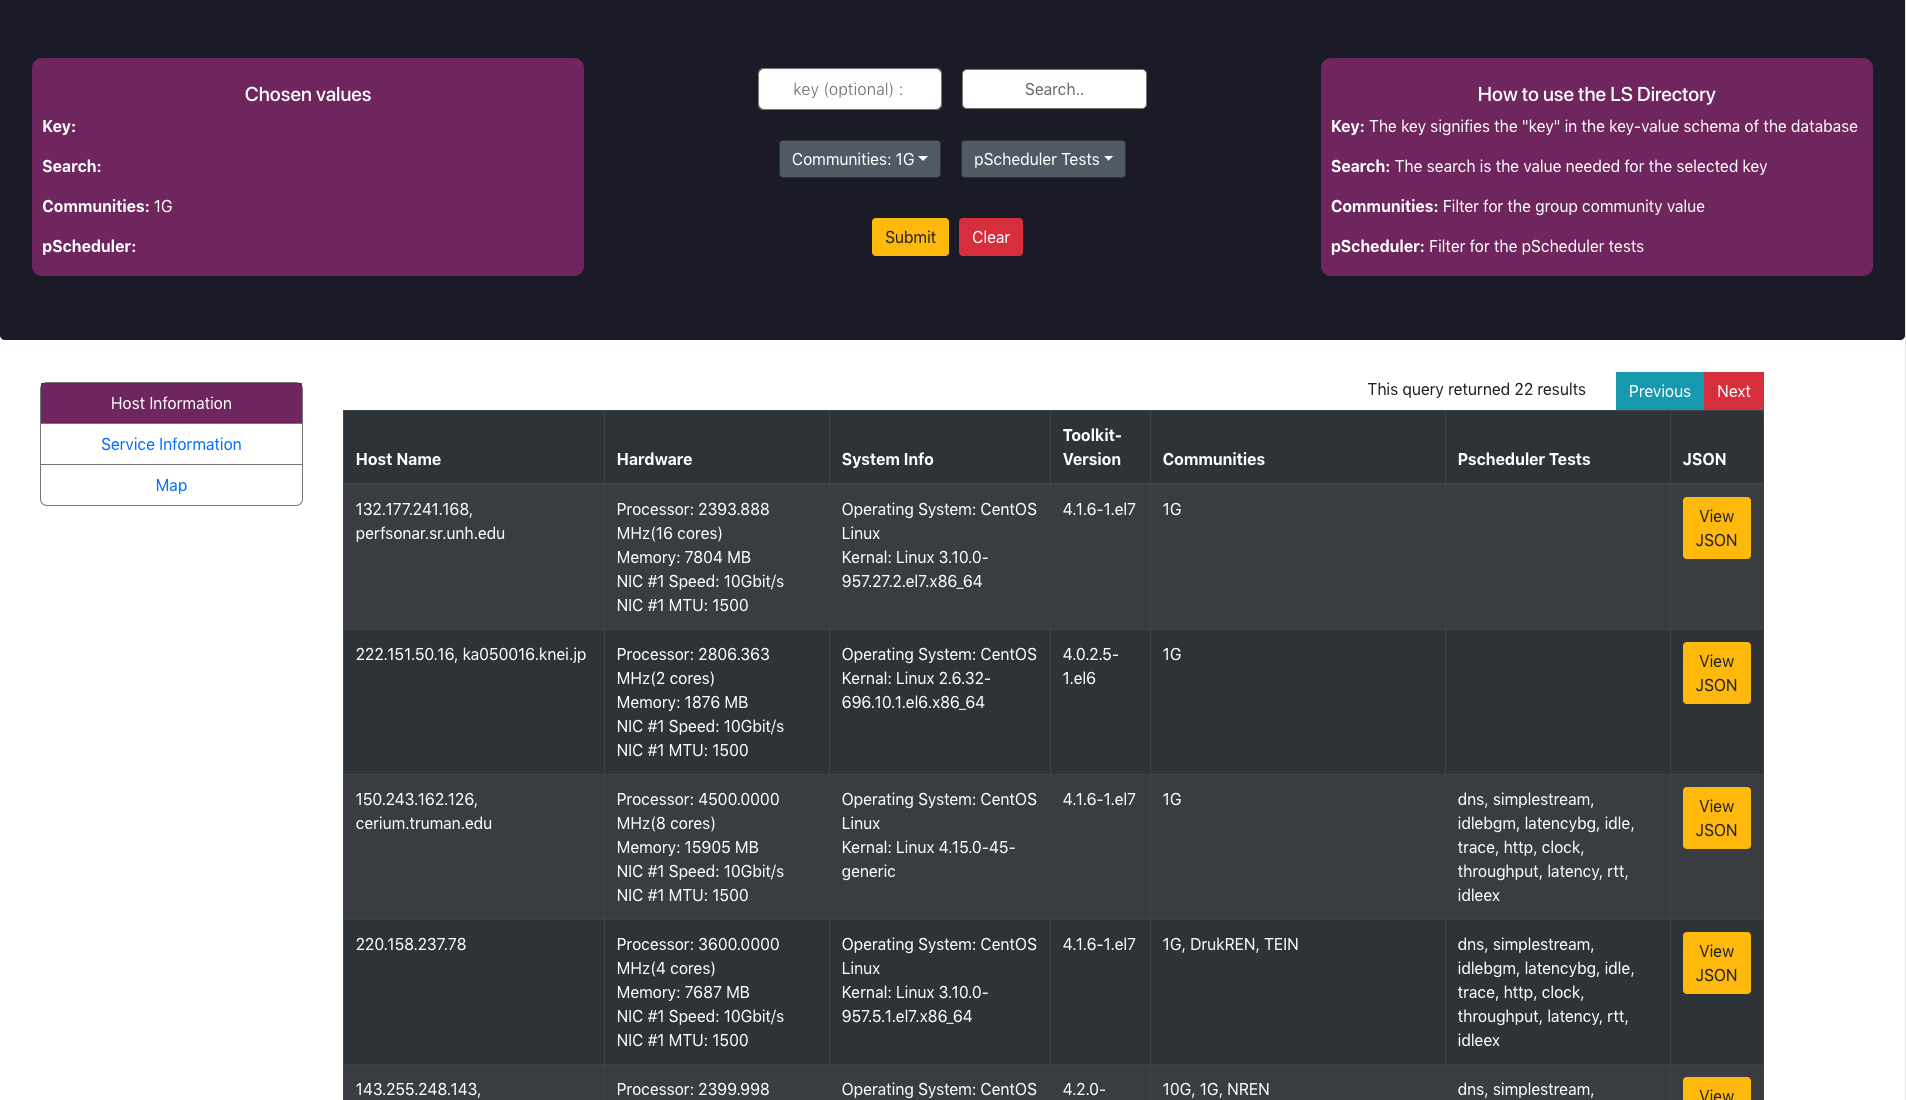 Chosen values
Key:
Search:
Communities: 1G
pScheduler:
key (optional) :
Search..
Communities: 1G
pScheduler Tests
Submit
Clear
How to use the LS Directory
Key: The key signifies the "key" in the key-value schema of the database
Search: The search is the value needed for the selected key
Communities: Filter for the group community value
pScheduler: Filter for the pScheduler tests
Host Information
Service Information
Map
This query returned 22 results
Previous
Next
Host Name
Hardware
System Info
Toolkit-
Version
Communities
Pscheduler Tests
JSON
132.177.241.168,
perfsonar.sr.unh.edu
Processor: 2393.888
MHz(16 cores)
Memory: 7804 MB
NIC #1 Speed: 10Gbit/s
NIC #1 MTU: 1500
Operating System: CentOS
Linux
Kernal: Linux 3.10.0-
957.27.2.el7.x86_64
4.1.6-1.el7
1G
View
JSON
222.151.50.16, ka050016.knei.jp
Processor: 2806.363
MHz(2 cores)
Memory: 1876 MB
NIC #1 Speed: 10Gbit/s
NIC #1 MTU: 1500
Operating System: CentOS
Kernal: Linux 2.6.32-
696.10.1.el6.x86_64
4.0.2.5-
1.el6
1G
View
JSON
150.243.162.126,
cerium.truman.edu
Processor: 4500.0000
MHz(8 cores)
Memory: 15905 MB
NIC #1 Speed: 10Gbit/s
NIC #1 MTU: 1500
Operating System: CentOS
Linux
Kernal: Linux 4.15.0-45-
generic
4.1.6-1.el7
1G
dns, simplestream,
idlebgm, latencybg, idle,
trace, http, clock,
throughput, latency, rtt,
idleex
View
JSON
220.158.237.78
Processor: 3600.0000
MHz(4 cores)
Memory: 7687 MB
NIC #1 Speed: 10Gbit/s
NIC #1 MTU: 1500
Operating System: CentOS
Linux
Kernal: Linux 3.10.0-
957.5.1.el7.x86_64
4.1.6-1.el7
1G, DrukREN, TEIN
dns, simplestream,
idlebgm, latencybg, idle,
trace, http, clock,
throughput, latency, rtt,
idleex
View
JSON
143.255.248.143,
Processor: 2399.998
Operating System: CentOS
4.2.0-
10G, 1G, NREN
dns, simplestream,
View